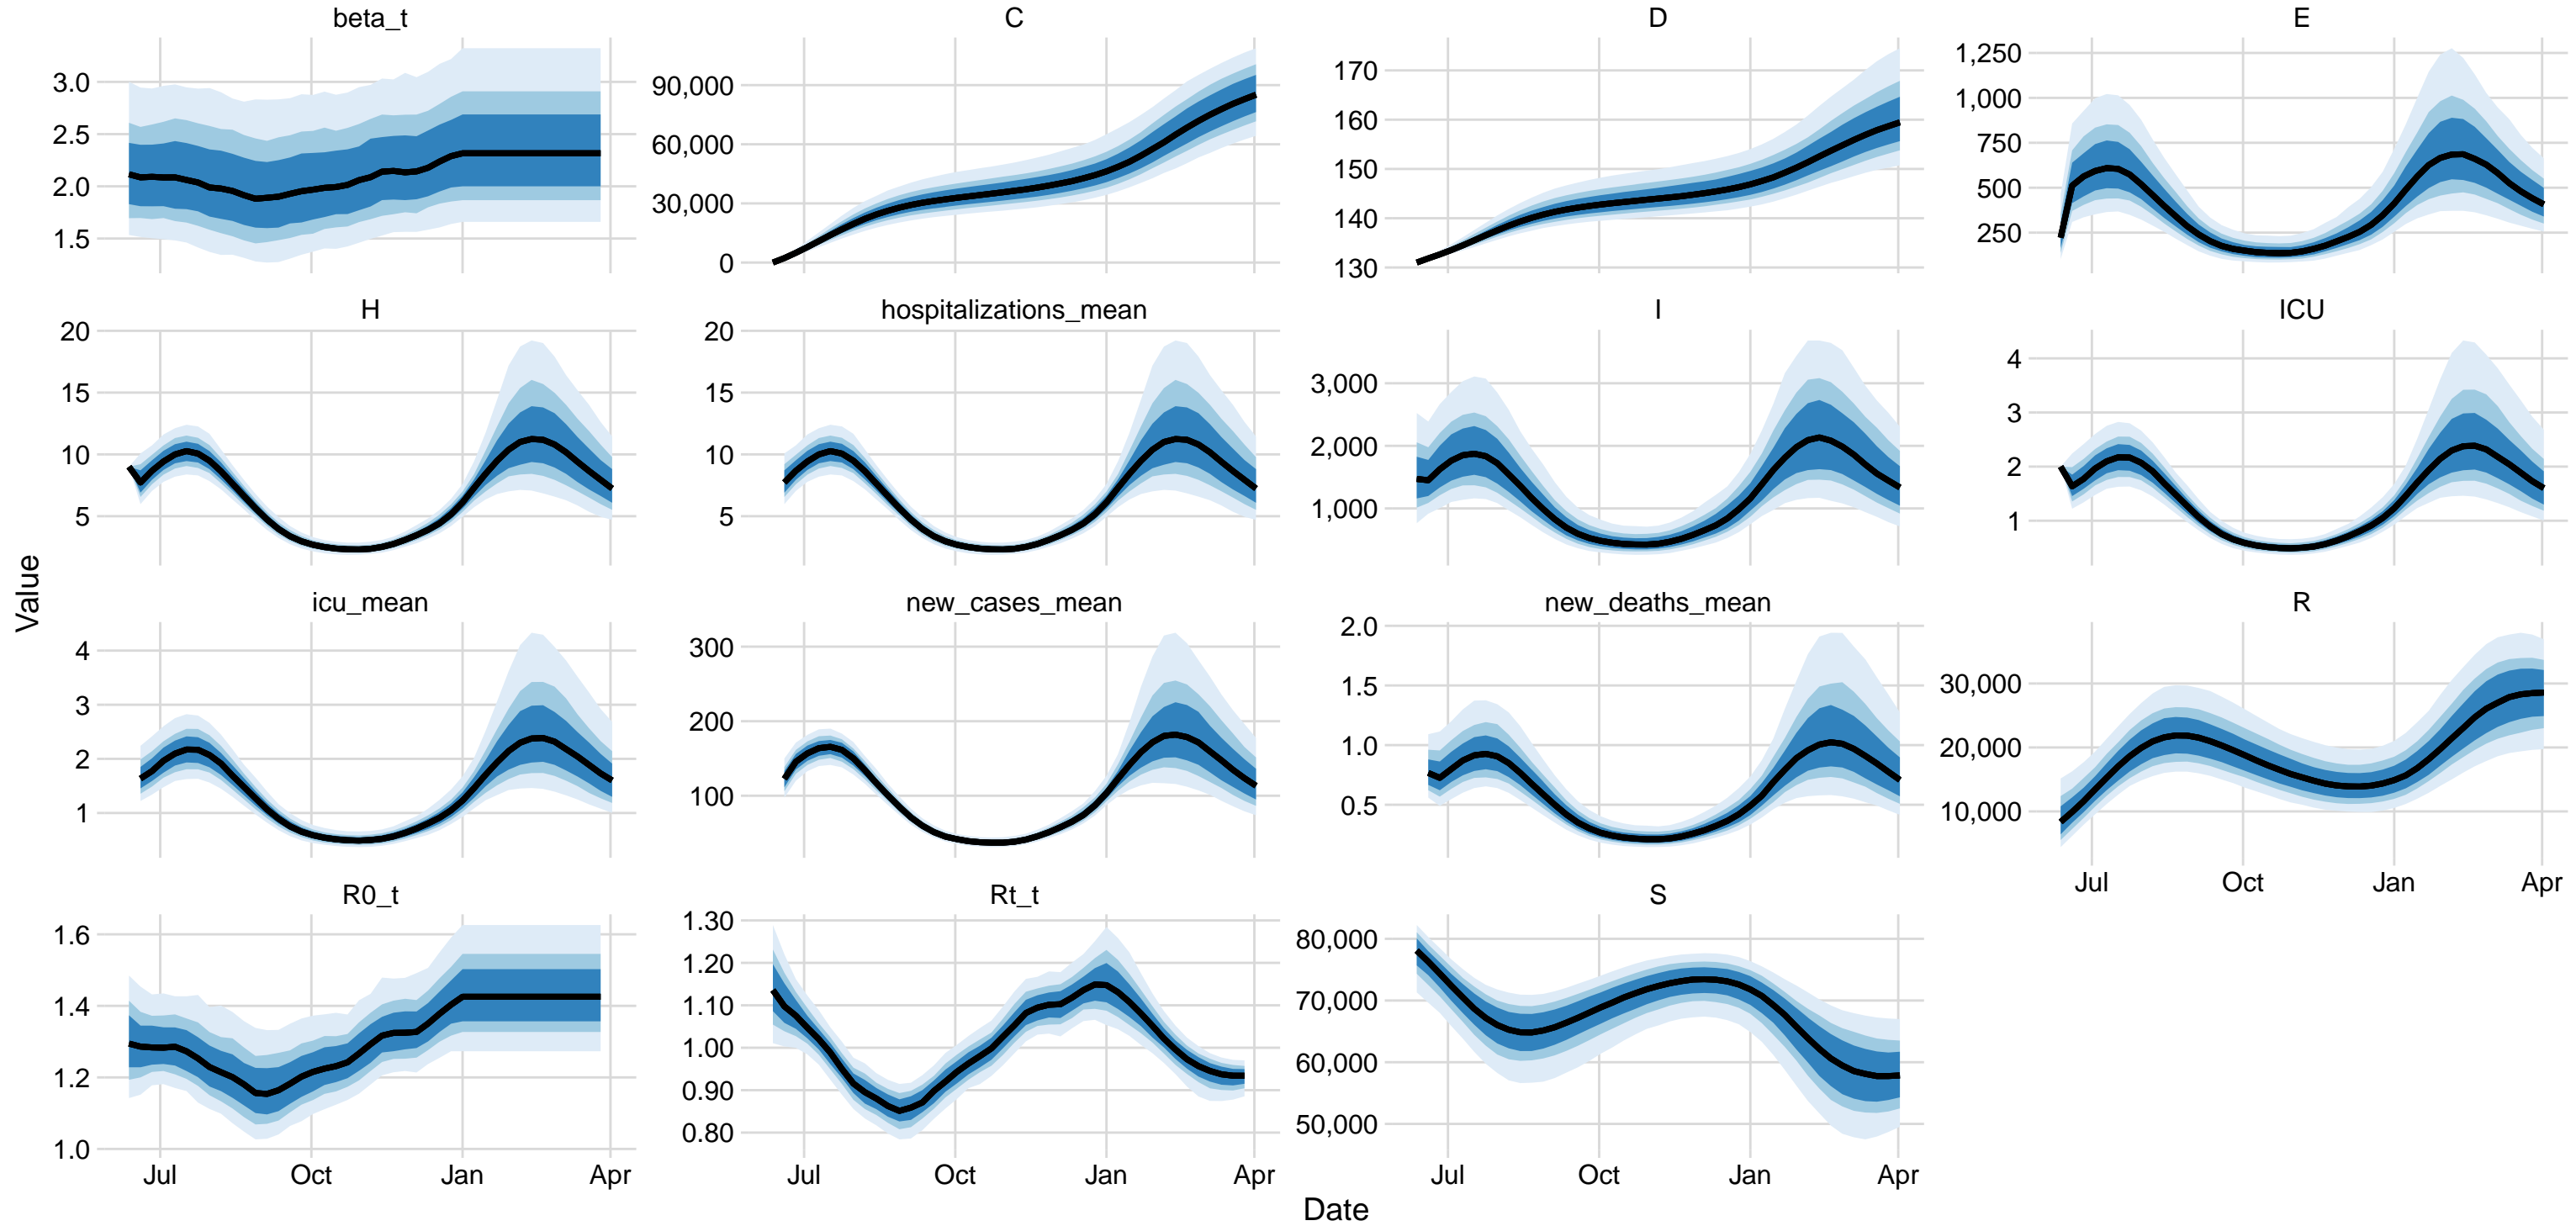 beta_t
C
D
E
3.0
2.5
2.0
1.5
90,000
60,000
30,000
0
170
160
150
140
130
1,250
1,000
750
500
250
H
hospitalizations_mean
I
ICU
20
15
10
5
20
15
10
5
3,000
2,000
1,000
4
3
2
1
Value
icu_mean
new_cases_mean
new_deaths_mean
R
4
3
2
1
300
200
100
2.0
1.5
1.0
0.5
30,000
20,000
10,000
Jul Oct Jan Apr
R0_t
Rt_t
S
1.6
1.4
1.2
1.0
1.30
1.20
1.10
1.00
0.90
0.80
80,000
70,000
60,000
50,000
Jul Oct Jan Apr
Jul Oct Jan Apr
Jul Oct Jan Apr
Date